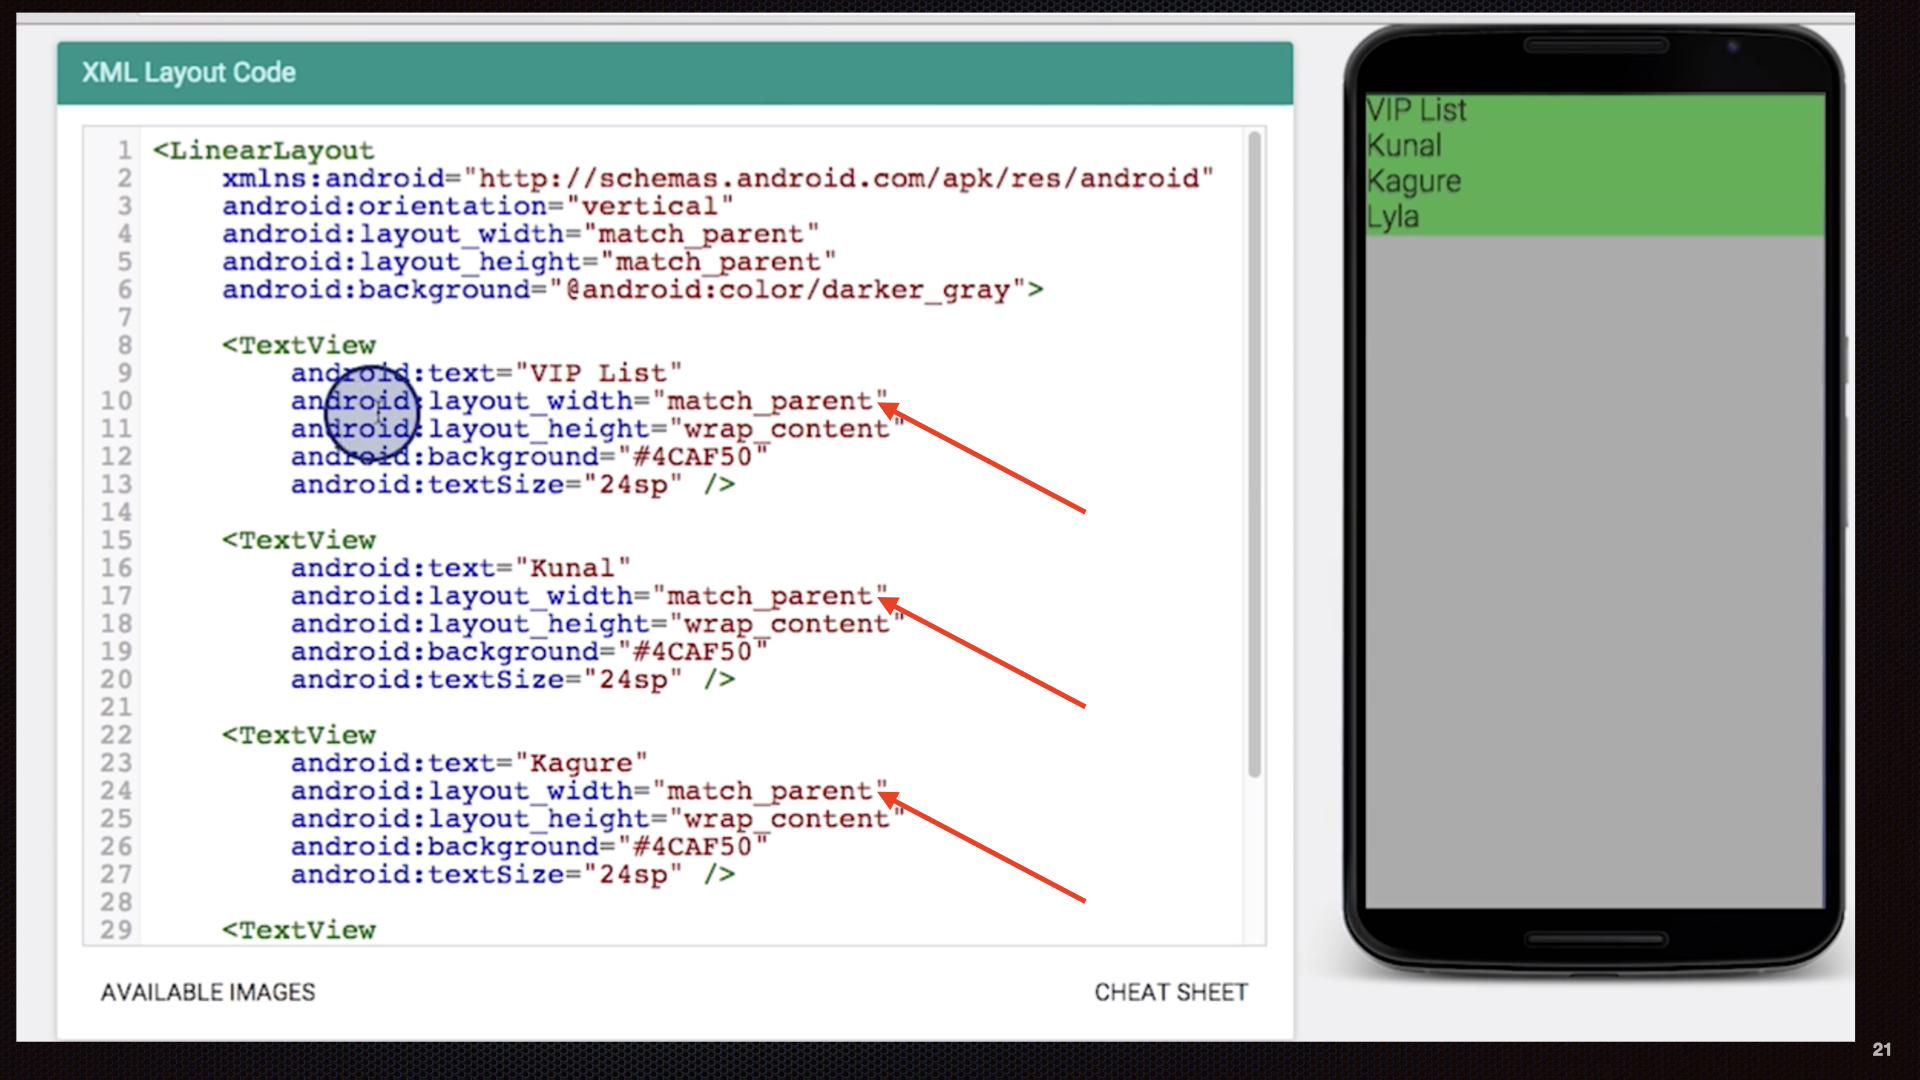 XML Layout Code
1 <LinearLayout
2 xmlns:android="http://schemas.android.com/apk/res/android"
3 android:orientation="vertical"
4 android:layout_width="match_parent"
5 android:layout_height="match_parent"
6 android:background="@android:color/darker_gray">
7
8 <TextView
9 android:text="VIP List"
10 android:layout_width="match_parent"
11 android:layout_height="wrap_content"
12 android:background="#4CAF50"
13 android:textSize="24sp" />
14
15 <TextView
16 android:text="Kunal"
17 android:layout_width="match_parent"
18 android:layout_height="wrap_content"
19 android:background="#4CAF50"
20 android:textSize="24sp" />
21
22 <TextView
23 android:text="Kagure"
24 android:layout_width="match_parent"
25 android:layout_height="wrap_content"
26 android:background="#4CAF50"
27 android:textSize="24sp" />
28
29 <TextView
AVAILABLE IMAGES
CHEAT SHEET
VIP List
Kunal
Kagure
Lyla
21